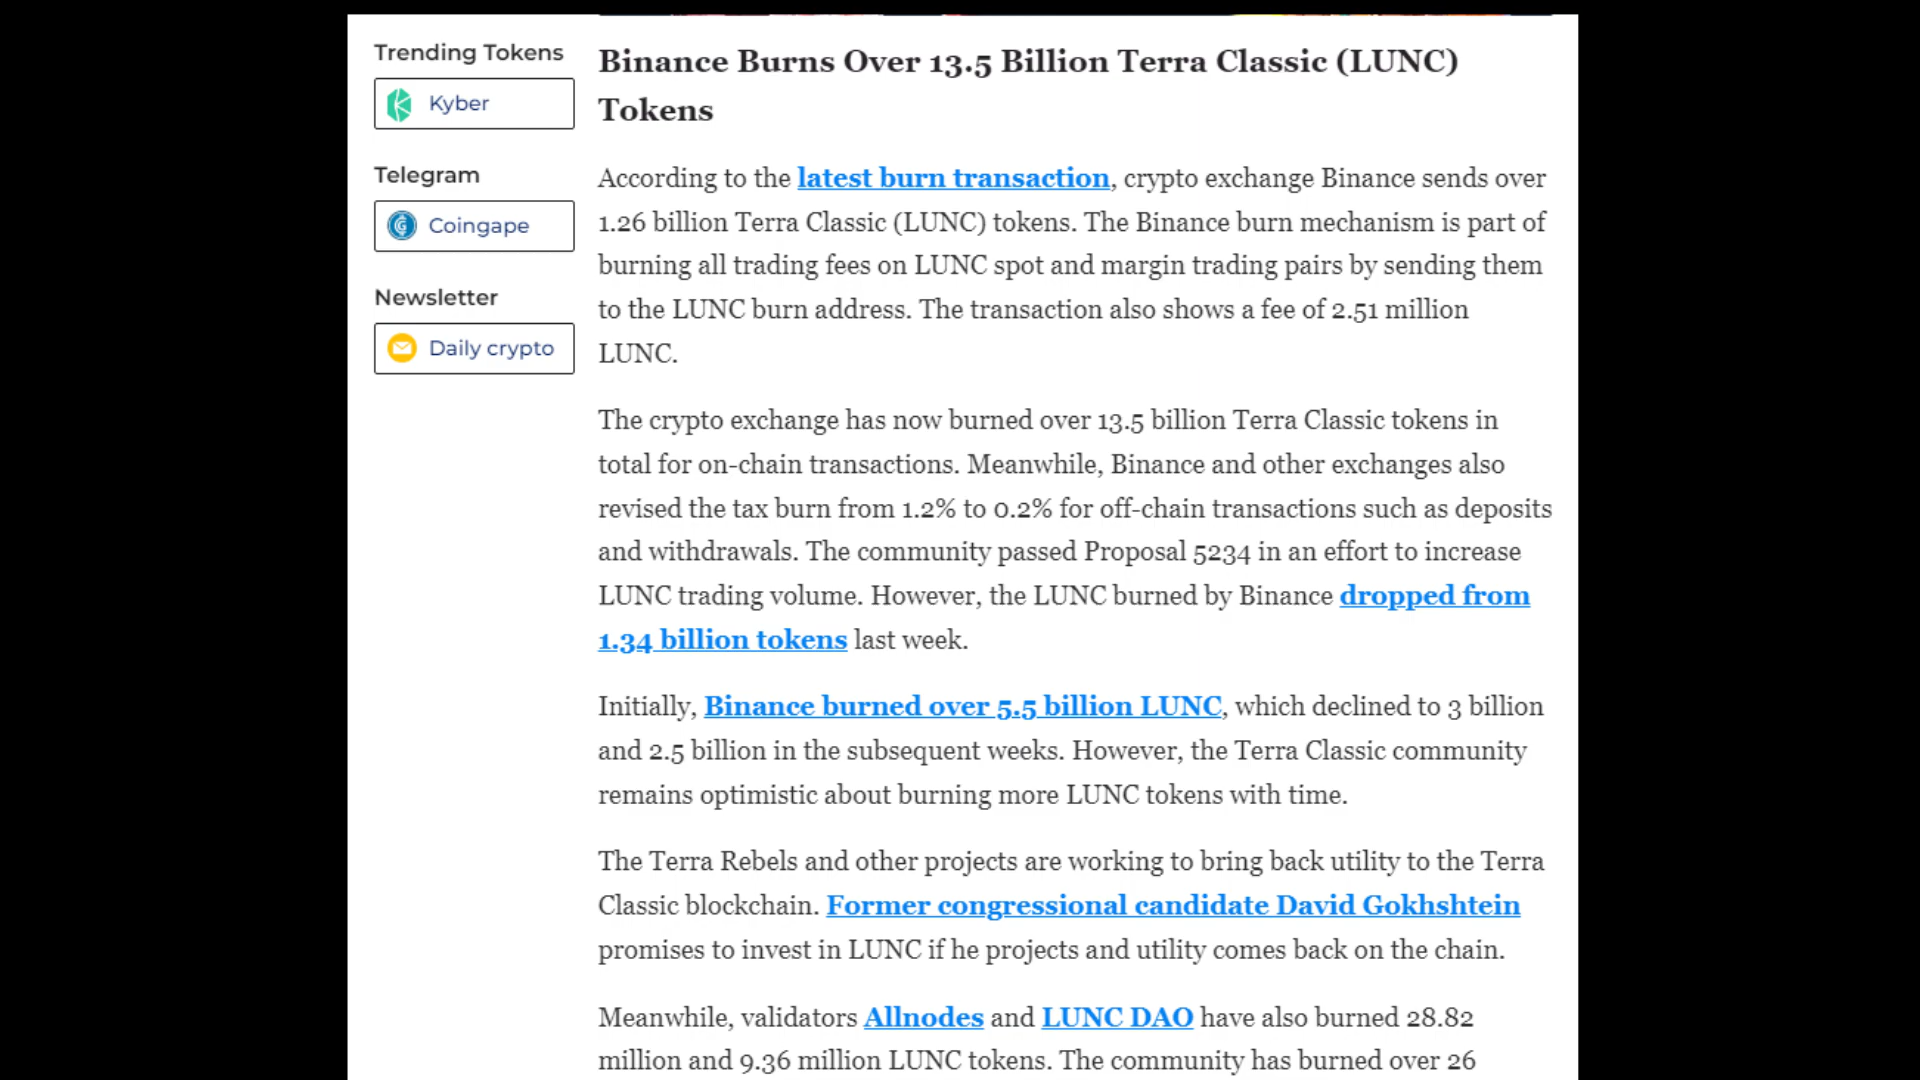 Trending Tokens
Kyber
Telegram
Coingape
Newsletter
Daily crypto
Binance Burns Over 13.5 Billion Terra Classic (LUNC)
Tokens
According to the latest burn transaction, crypto exchange Binance sends over
1.26 billion Terra Classic (LUNC) tokens. The Binance burn mechanism is part of
burning all trading fees on LUNC spot and margin trading pairs by sending them
to the LUNC burn address. The transaction also shows a fee of 2.51 million
LUNC.
The crypto exchange has now burned over 13.5 billion Terra Classic tokens in
total for on-chain transactions. Meanwhile, Binance and other exchanges also
revised the tax burn from 1.2% to 0.2% for off-chain transactions such as deposits
and withdrawals. The community passed Proposal 5234 in an effort to increase
LUNC trading volume. However, the LUNC burned by Binance dropped from
1.34 billion tokens last week.
Initially, Binance burned over 5.5 billion LUNC, which declined to 3 billion
and 2.5 billion in the subsequent weeks. However, the Terra Classic community
remains optimistic about burning more LUNC tokens with time.
The Terra Rebels and other projects are working to bring back utility to the Terra
Classic blockchain. Former congressional candidate David Gokhshtein
promises to invest in LUNC if he projects and utility comes back on the chain.
Meanwhile, validators Allnodes and LUNC DAO have also burned 28.82
million and 9.36 million LUNC tokens. The community has burned over 26